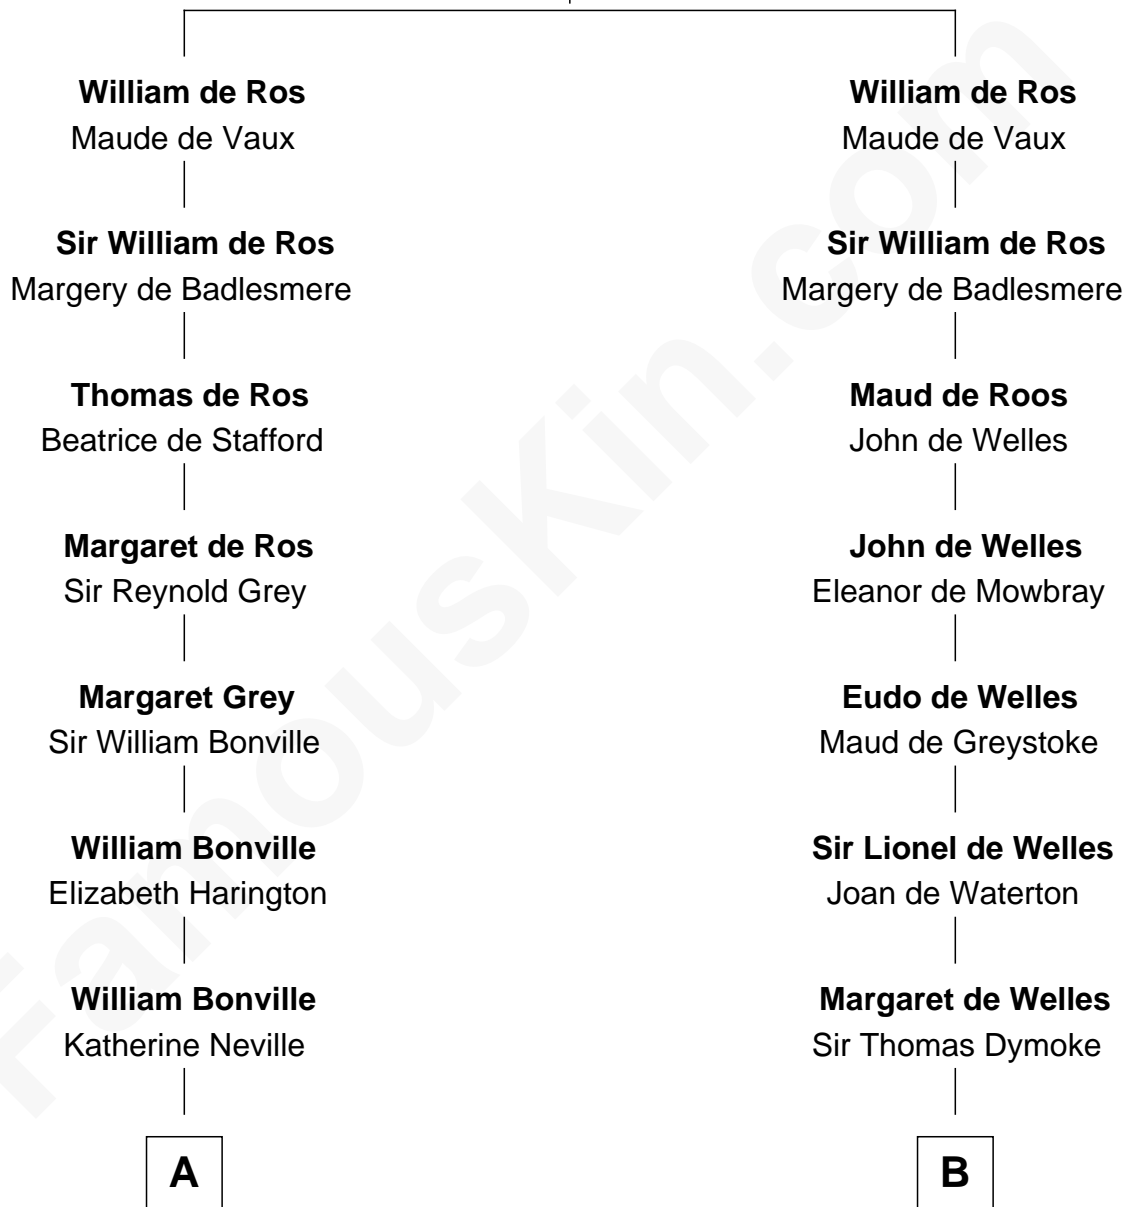 William de Ros
Maude de Vaux
Sir William de Ros
Margery de Badlesmere
Thomas de Ros
Beatrice de Stafford
Margaret de Ros
Sir Reynold Grey
Margaret Grey
Sir William Bonville
William Bonville
Elizabeth Harington
William Bonville
Katherine Neville
A
William de Ros
Maude de Vaux
Sir William de Ros
Margery de Badlesmere
Maud de Roos
John de Welles
John de Welles
Eleanor de Mowbray
Eudo de Welles
Maud de Greystoke
Sir Lionel de Welles
Joan de Waterton
Margaret de Welles
Sir Thomas Dymoke
B
FamousKin.com